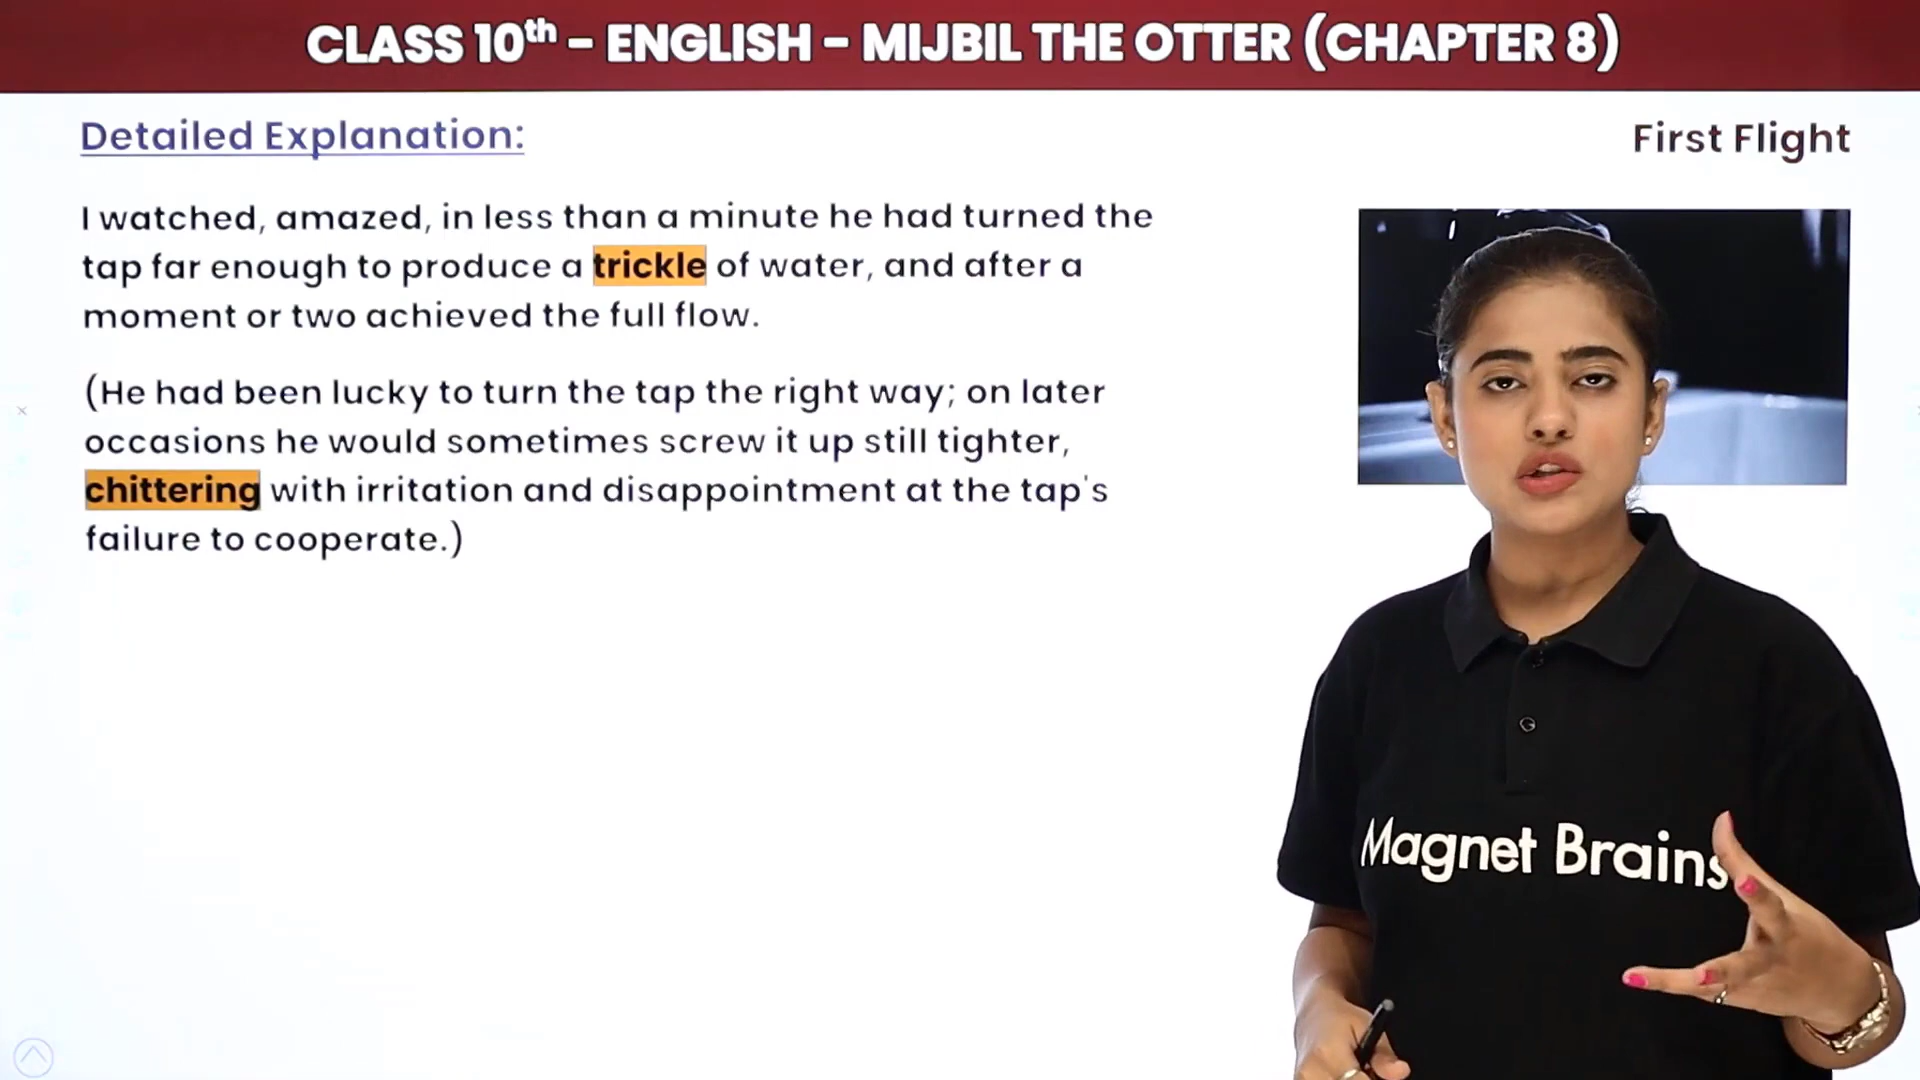 CLASS 10th – ENGLISH – MIJBIL THE OTTER (CHAPTER 8)
Detailed Explanation:
First Flight
I watched, amazed, in less than a minute he had turned the
tap far enough to produce a trickle of water, and after a
moment or two achieved the full flow.
(He had been lucky to turn the tap the right way; on later
occasions he would sometimes screw it up still tighter,
chittering with irritation and disappointment at the tap's
failure to cooperate.)
Magnet Brains